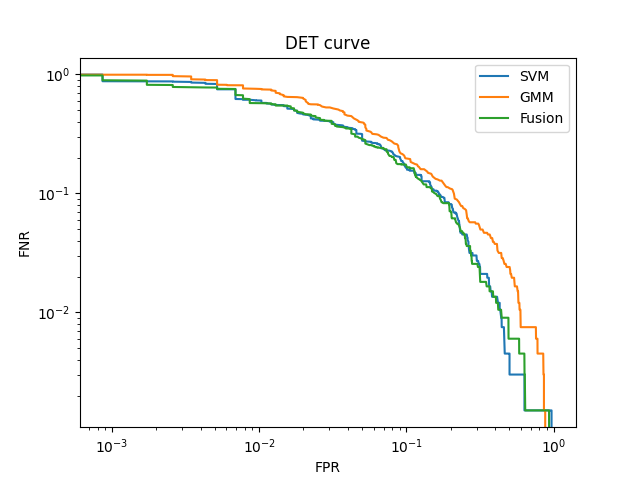 DET curve
SVM
GMM
Fusion
10⁰
10⁻¹
10⁻²
FNR
10⁻³
10⁻²
10⁻¹
10⁰
FPR